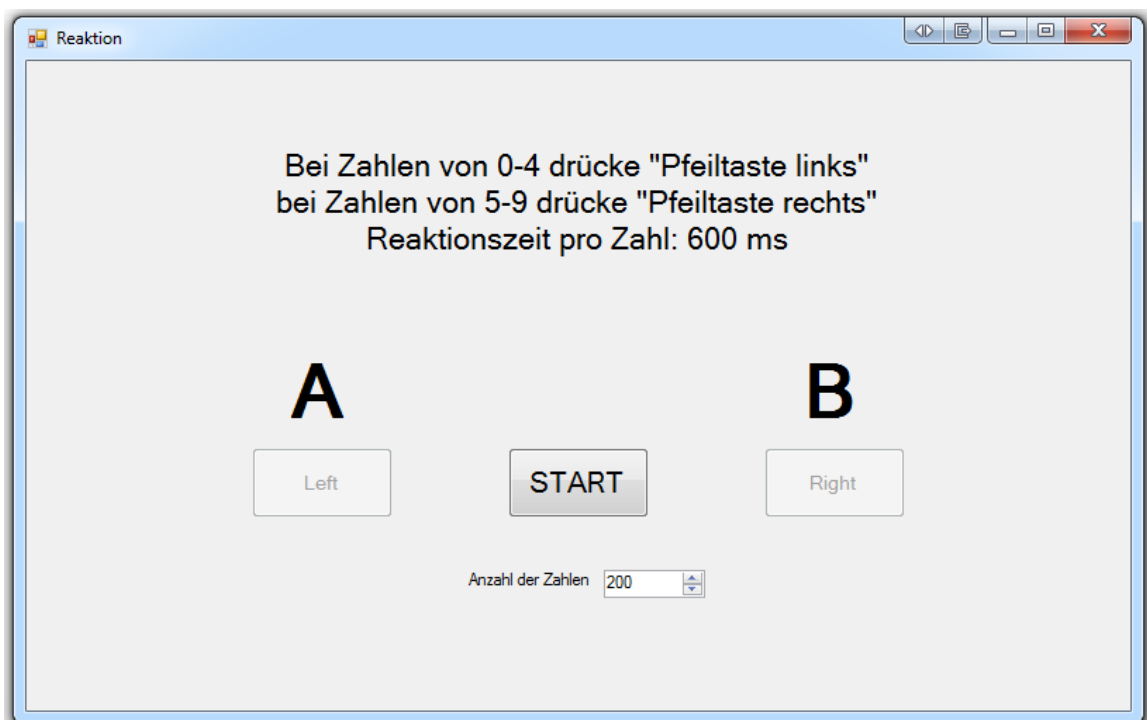 Reaktion
Bei Zahlen von 0-4 drücke "Pfeiltaste links"
bei Zahlen von 5-9 drücke "Pfeiltaste rechts"
Reaktionszeit pro Zahl: 600 ms
A B
Left START Right
Anzahl der Zahlen 200